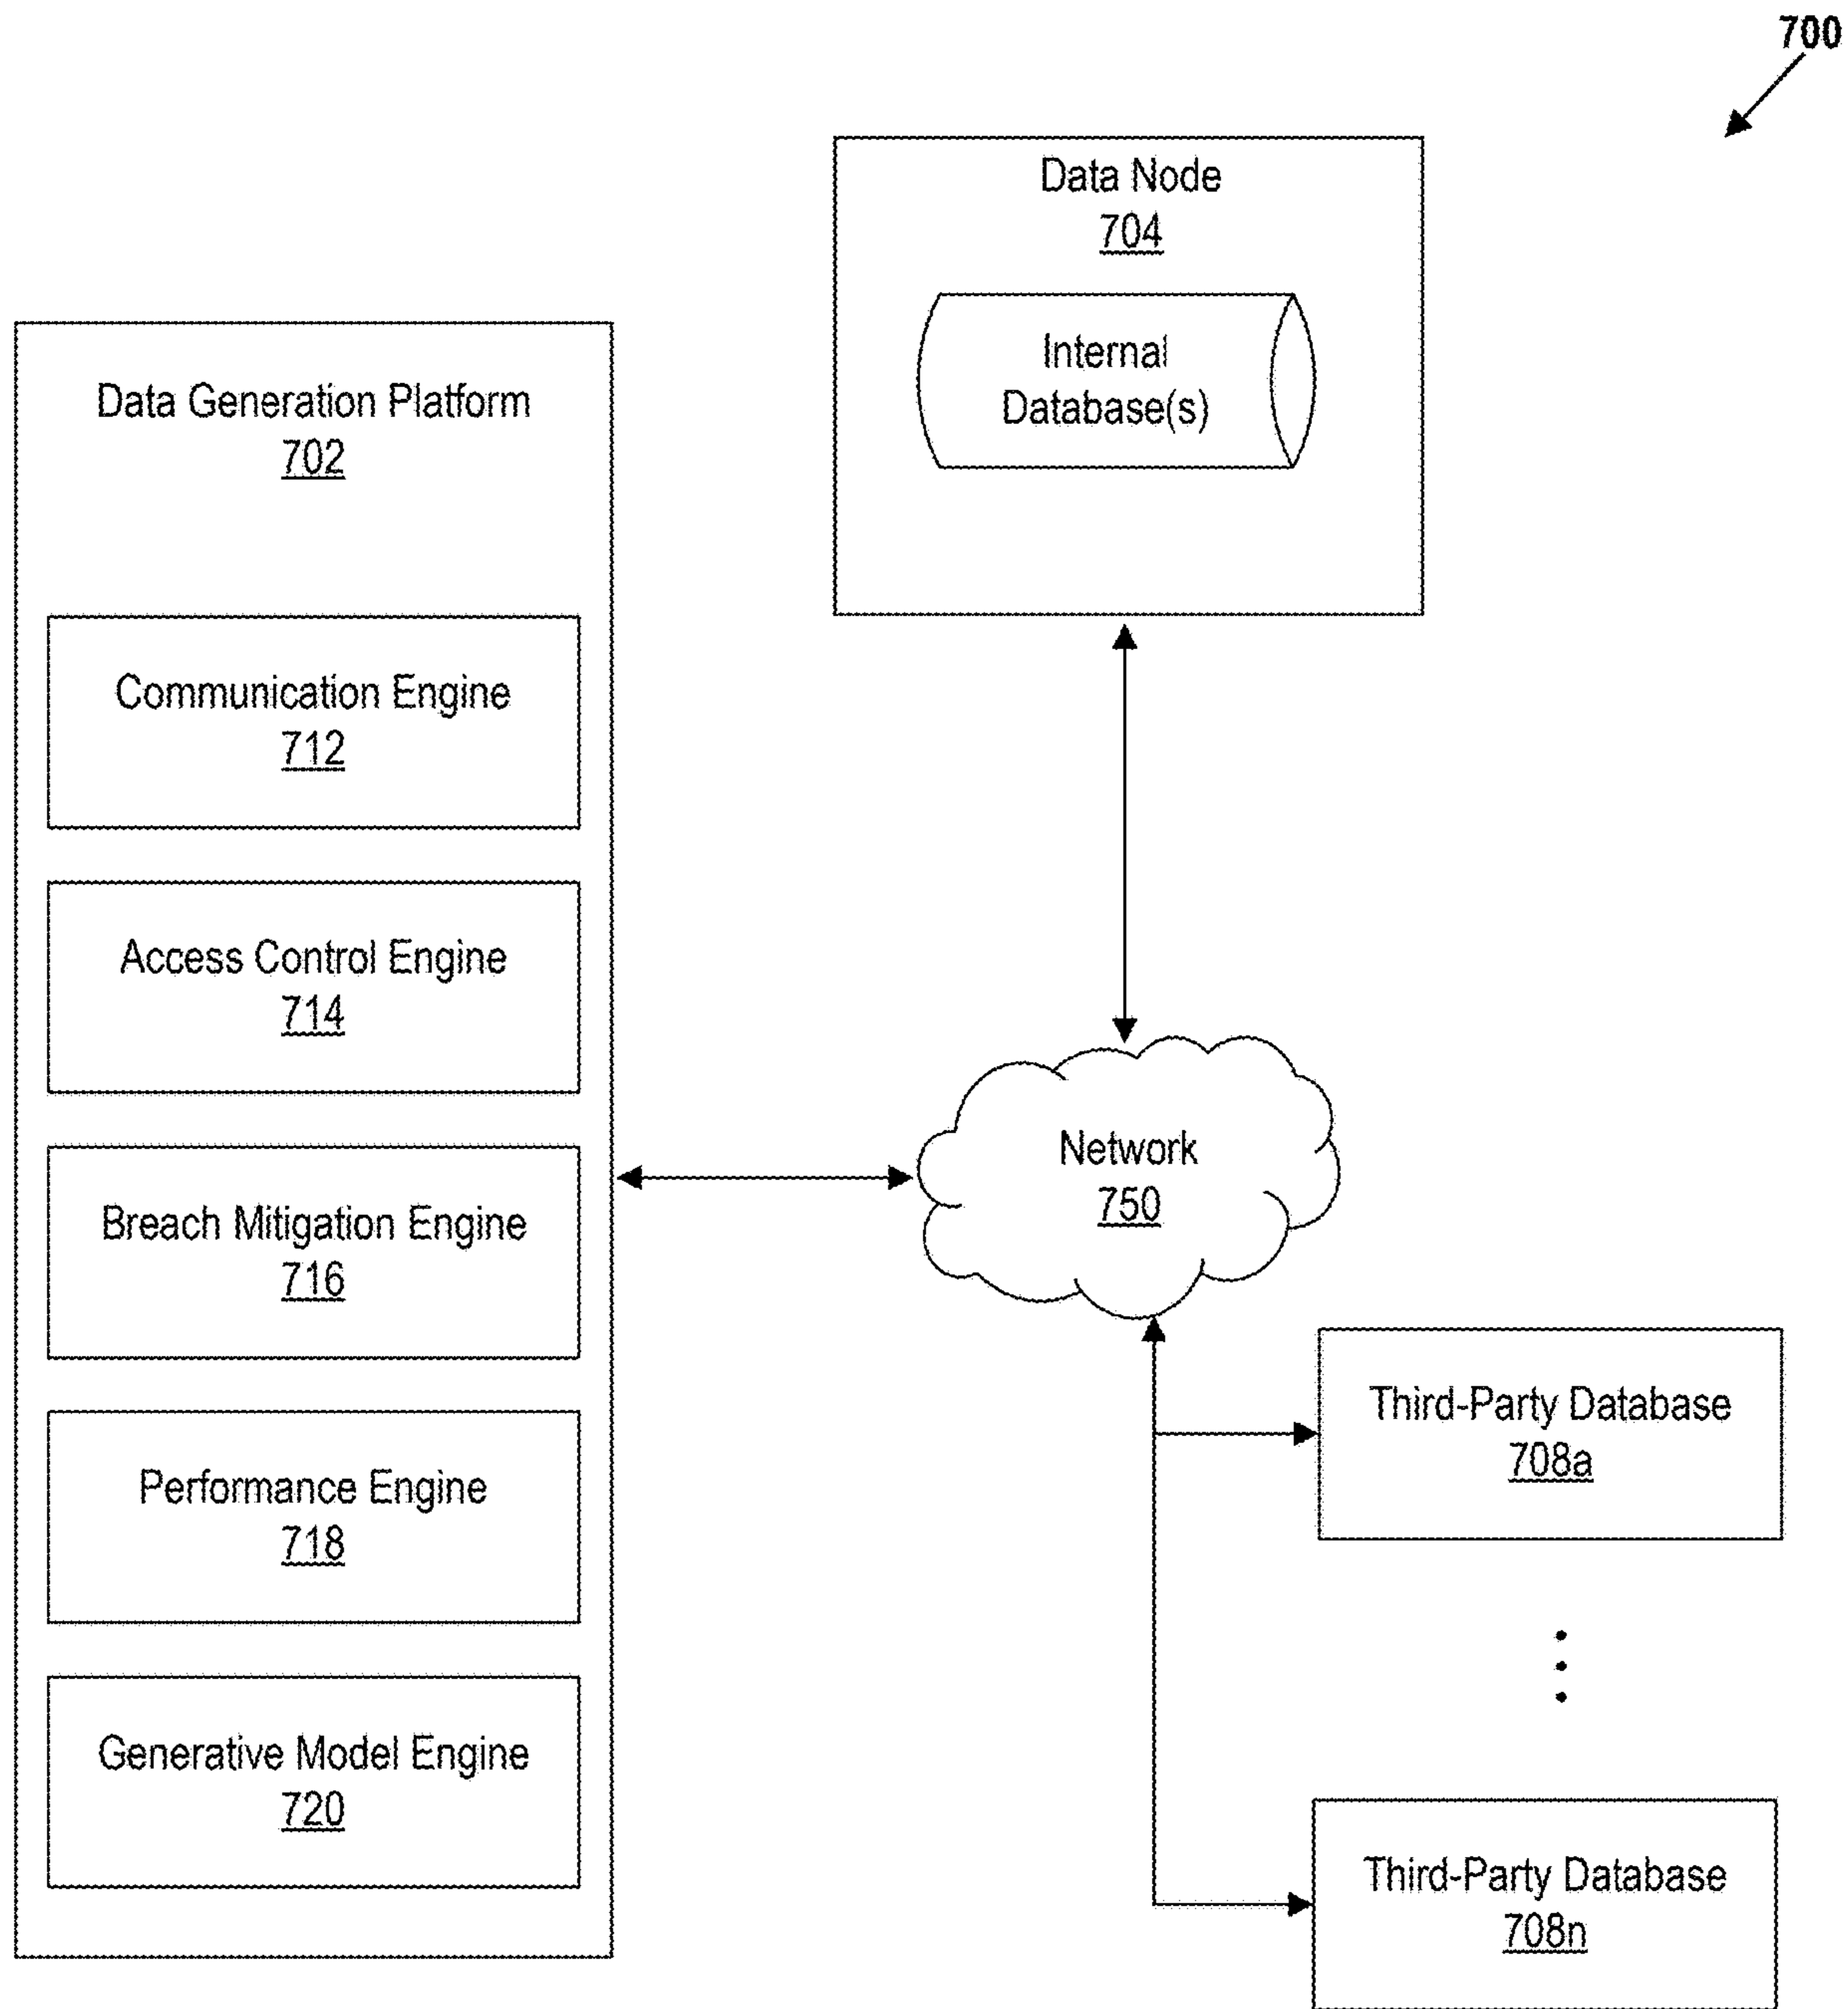 700
Data Node
704
Internal
Database(s)
Data Generation Platform
702
Communication Engine
712
Access Control Engine
714
Breach Mitigation Engine
716
Performance Engine
718
Generative Model Engine
720
Network
750
Third-Party Database
708a
Third-Party Database
708n